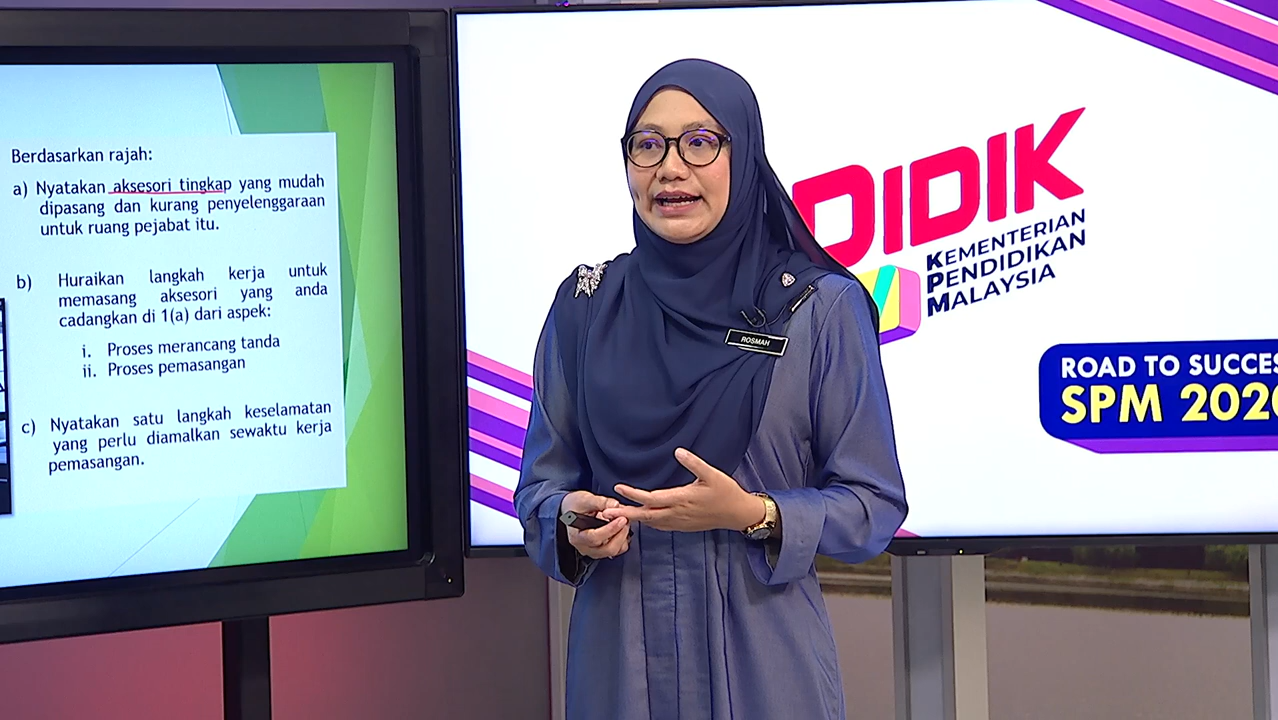 Berdasarkan rajah:
a) Nyatakan aksesori tingkap yang mudah
dipasang dan kurang penyelenggaraan
untuk ruang pejabat itu.
b) Huraikan langkah kerja untuk
memasang aksesori yang anda
cadangkan di 1(a) dari aspek:
i. Proses merancang tanda
ii. Proses pemasangan
c) Nyatakan satu langkah keselamatan
yang perlu diamalkan sewaktu kerja
pemasangan.
ROSMAH
DIDIK
KEMENTERIAN
PENDIDIKAN
MALAYSIA
ROAD TO SUCCES
SPM 202